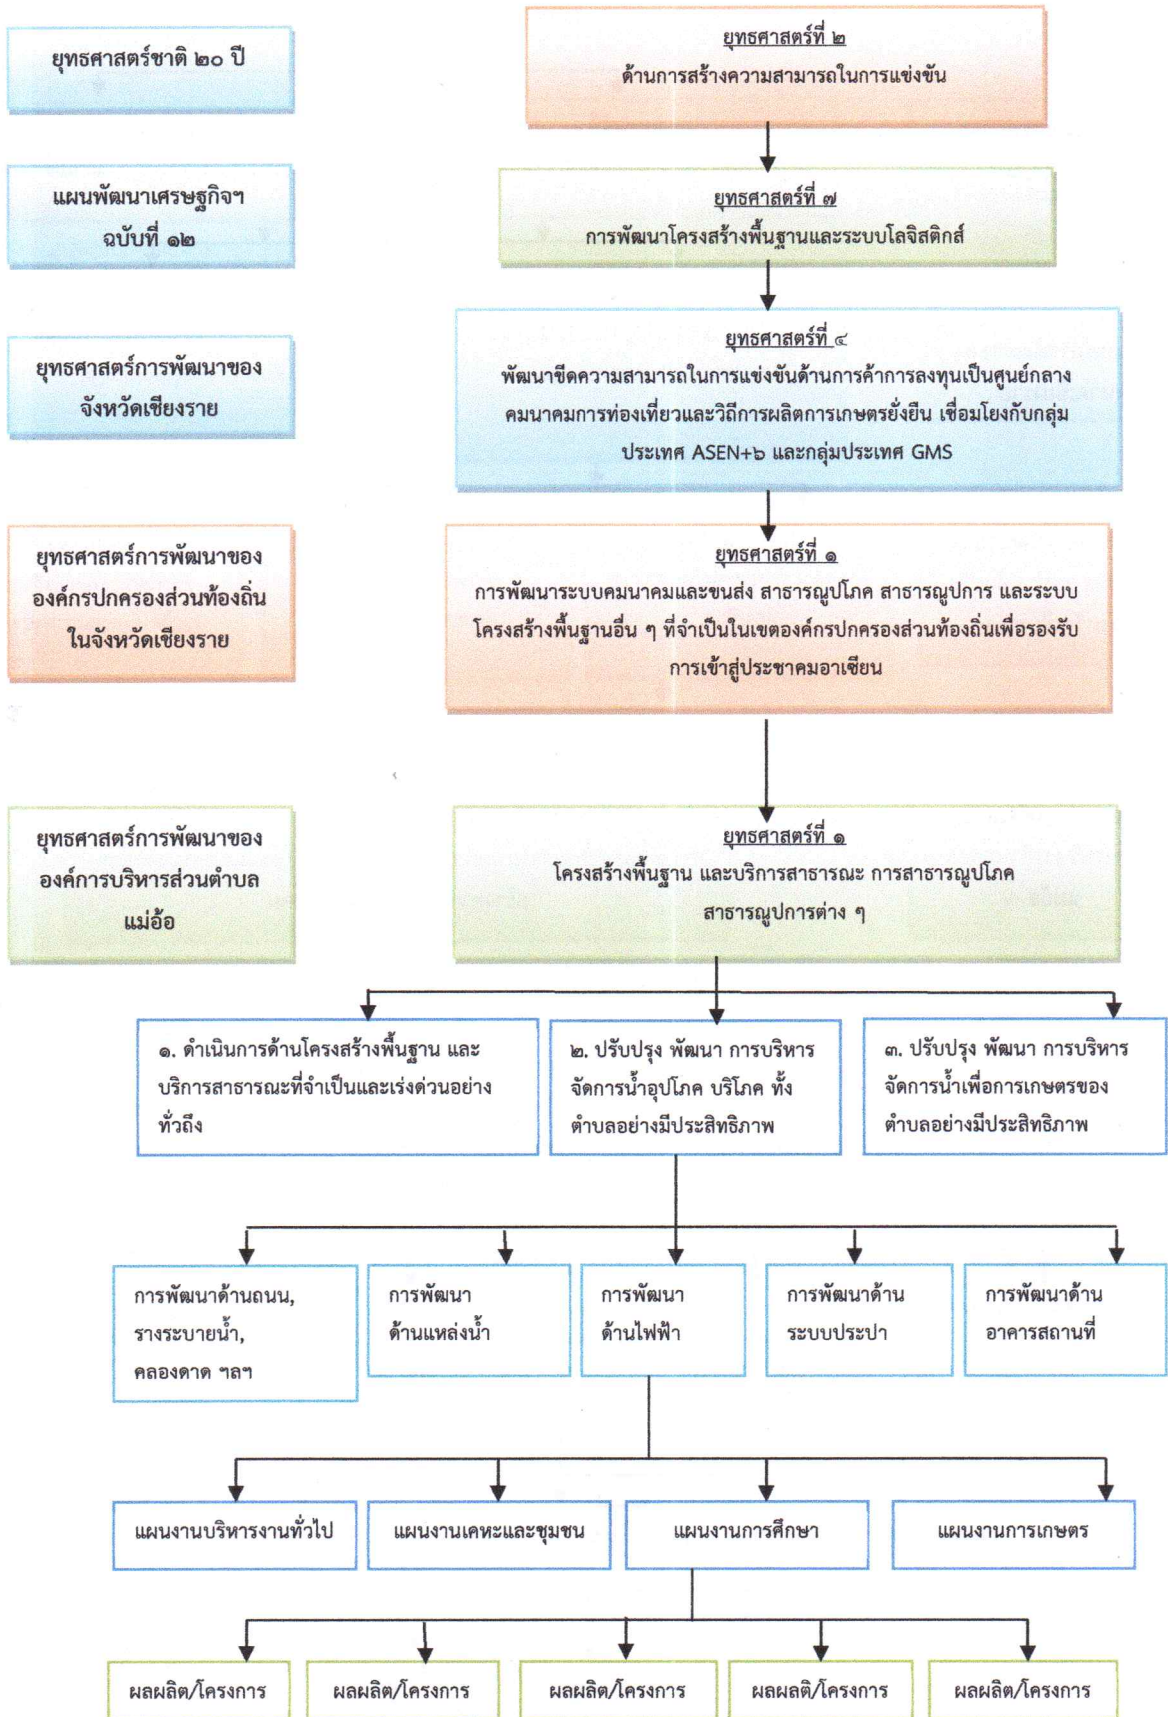 ยุทธศาสตร์ชาติ ๒๐ ปี
ยุทธศาสตร์ที่ ๒
ด้านการสร้างความสามารถในการแข่งขัน
แผนพัฒนาเศรษฐกิจฯ
ฉบับที่ ๑๒
ยุทธศาสตร์ที่ ๗
การพัฒนาโครงสร้างพื้นฐานและระบบโลจิสติกส์
ยุทธศาสตร์การพัฒนาของ
จังหวัดเชียงราย
ยุทธศาสตร์ที่ ๔
พัฒนาขีดความสามารถในการแข่งขันด้านการค้าการลงทุนเป็นศูนย์กลาง
คมนาคมการท่องเที่ยวและวิถีการผลิตการเกษตรยั่งยืน เชื่อมโยงกับกลุ่ม
ประเทศ ASEN+๖ และกลุ่มประเทศ GMS
ยุทธศาสตร์การพัฒนาของ
องค์กรปกครองส่วนท้องถิ่น
ในจังหวัดเชียงราย
ยุทธศาสตร์ที่ ๑
การพัฒนาระบบคมนาคมและขนส่ง สาธารณูปโภค สาธารณูปการ และระบบ
โครงสร้างพื้นฐานอื่น ๆ ที่จำเป็นในเขตองค์กรปกครองส่วนท้องถิ่นเพื่อรองรับ
การเข้าสู่ประชาคมอาเซียน
ยุทธศาสตร์การพัฒนาของ
องค์การบริหารส่วนตำบล
แม่อ้อ
ยุทธศาสตร์ที่ ๑
โครงสร้างพื้นฐาน และบริการสาธารณะ การสาธารณูปโภค
สาธารณูปการต่าง ๆ
๑. ดำเนินการด้านโครงสร้างพื้นฐาน และ
บริการสาธารณะที่จำเป็นและเร่งด่วนอย่าง
ทั่วถึง
๒. ปรับปรุง พัฒนา การบริหาร
จัดการน้ำอุปโภค บริโภค ทั้ง
ตำบลอย่างมีประสิทธิภาพ
๓. ปรับปรุง พัฒนา การบริหาร
จัดการน้ำเพื่อการเกษตรของ
ตำบลอย่างมีประสิทธิภาพ
การพัฒนาด้านถนน,
รางระบายน้ำ,
คลองดาด ฯลฯ
การพัฒนา
ด้านแหล่งน้ำ
การพัฒนา
ด้านไฟฟ้า
การพัฒนาด้าน
ระบบประปา
การพัฒนาด้าน
อาคารสถานที่
แผนงานบริหารงานทั่วไป
แผนงานเคหะและชุมชน
แผนงานการศึกษา
แผนงานการเกษตร
ผลผลิต/โครงการ
ผลผลิต/โครงการ
ผลผลิต/โครงการ
ผลผลติ/โครงการ
ผลผลิต/โครงการ